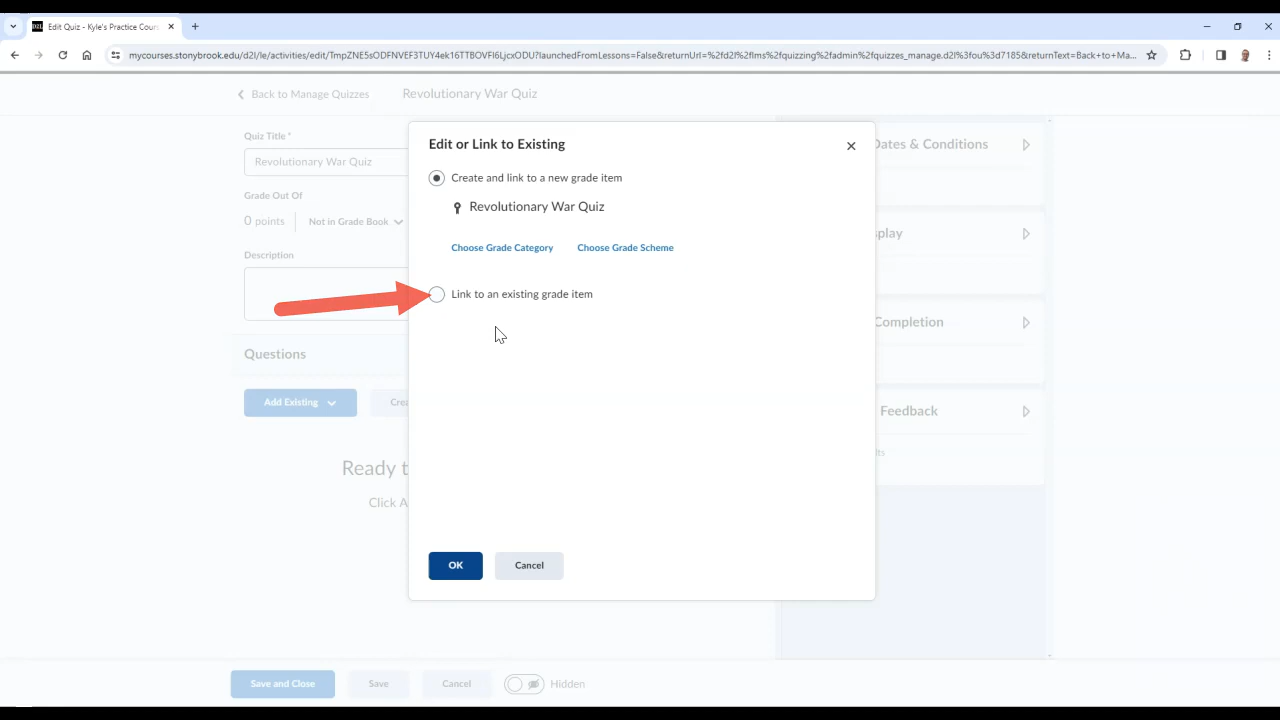 Edit Quiz - Kyle's Practice Cours
mycourses.stonybrook.edu/d2l/le/activities/edit/TmpZNE5sODFNVEF3TUY4ek16TTBOVFI6LjcxODU?launchedFromLessons=False&returnUrl=%2fd2l%2flms%2fquizzing%2fadmin%2fquizzes_manage.d2l%3fou%3d7185&returnText=Back+to+Ma...
Back to Manage Quizzes Revolutionary War Quiz
Quiz Title *
Revolutionary War Quiz
Grade Out Of
0 points Not in Grade Book
Description
Questions
Add Existing Crea
Ready t
Click A
Edit or Link to Existing
Create and link to a new grade item
Revolutionary War Quiz
Choose Grade Category Choose Grade Scheme
Link to an existing grade item
OK Cancel
Dates & Conditions
splay
Completion
Feedback
Save and Close Save Cancel Hidden